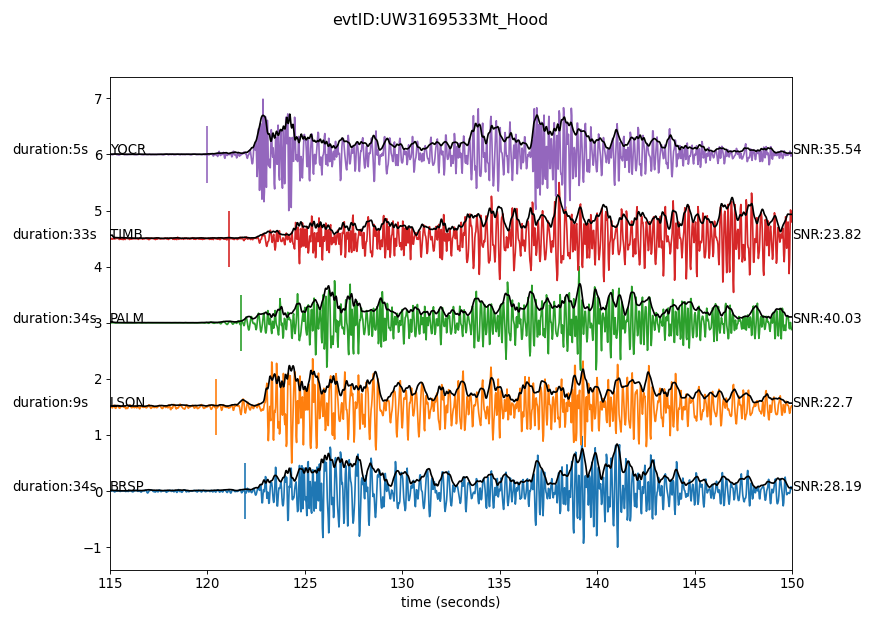 evtID:UW3169533Mt_Hood
7
duration:5s 6 YOCR SNR:35.54
5
duration:33s TIMB SNR:23.82
4
duration:34s 3 PALM SNR:40.03
2
duration:9s LSON SNR:22.7
1
duration:34s 0 BRSP SNR:28.19
−1
115 120 125 130 135 140 145 150
time (seconds)